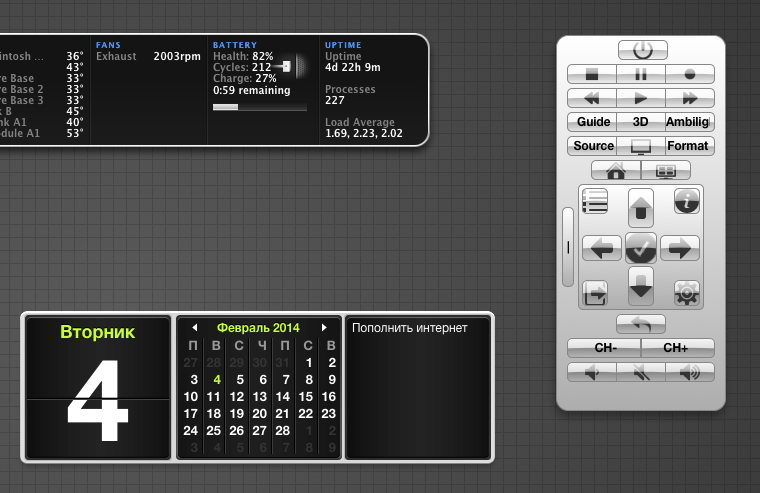 FANS
BATTERY
UPTIME
intosh ... 36°
43°
re Base 33°
re Base 2 33°
re Base 3 33°
k B 45°
nk A1 40°
odule A1 53°
Exhaust 2003rpm
Health: 82%
Cycles: 212
Charge: 27%
0:59 remaining
Uptime
4d 22h 9m
Processes
227
Load Average
1.69, 2.23, 2.02
Guide 3D Ambilig
Source Format
CH- CH+
Вторник
4
Февраль 2014
П В С Ч П С В
27 28 29 30 31 1 2
3 4 5 6 7 8 9
10 11 12 13 14 15 16
17 18 19 20 21 22 23
24 25 26 27 28 1 2
3 4 5 6 7 8 9
Пополнить интернет